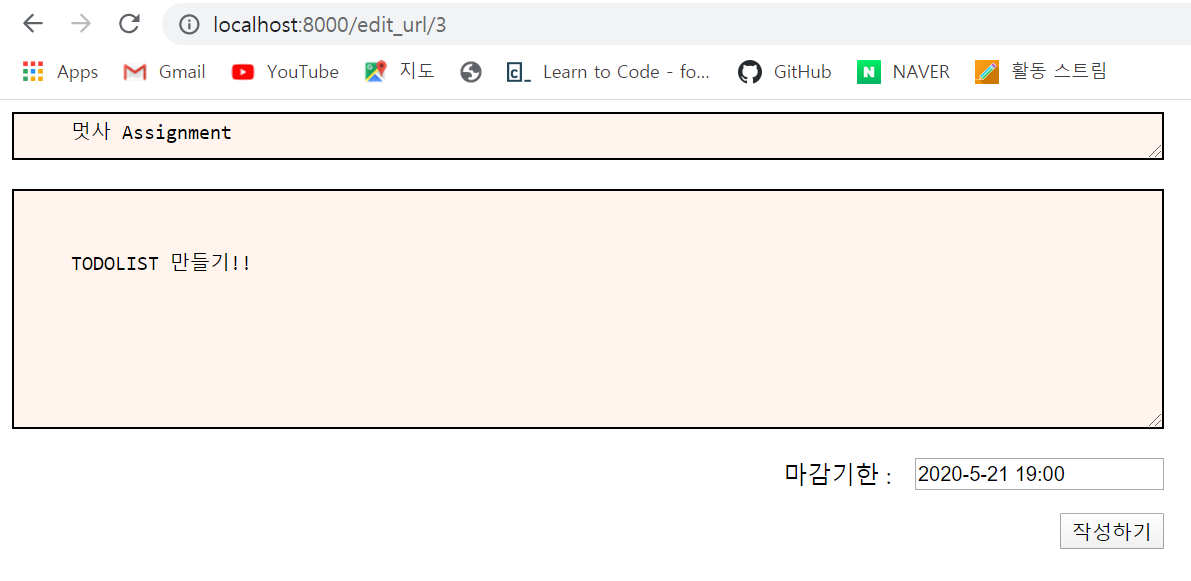 localhost:8000/edit_url/3
Apps Gmail YouTube 지도 Learn to Code - fo... GitHub N NAVER 활동 스트림
멋사 Assignment
TODOLIST 만들기!!
마감기한 : 2020-5-21 19:00
작성하기